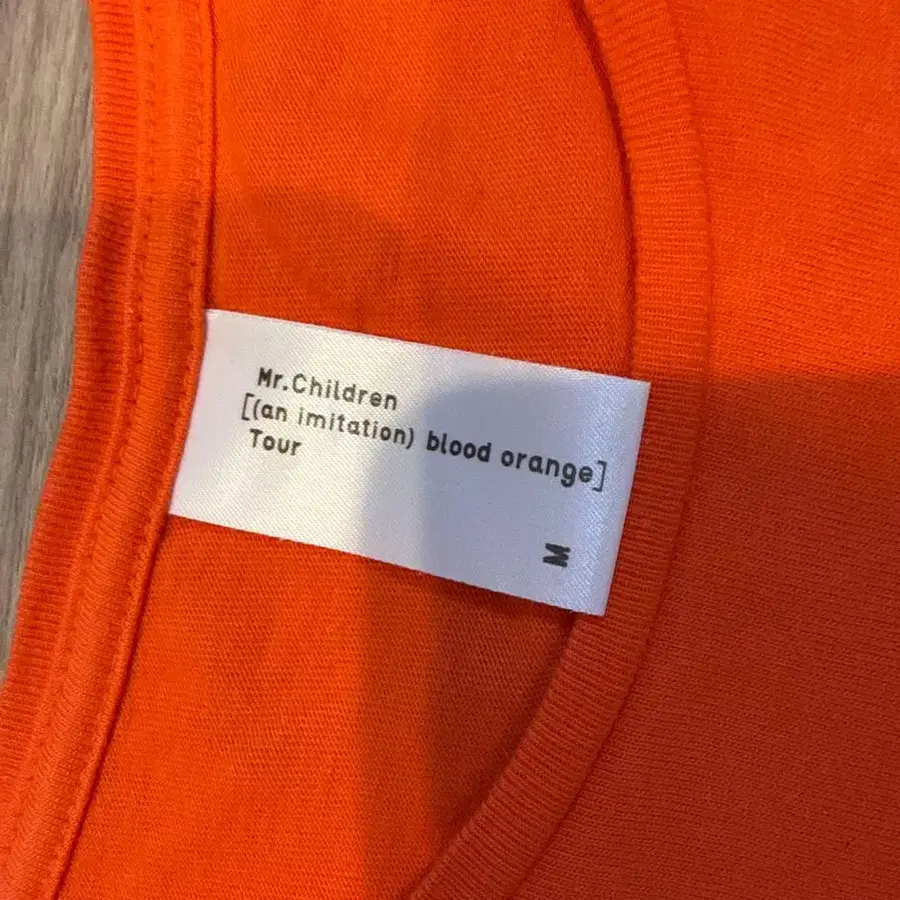 Mr.Children
[(an imitation) blood orange]
Tour
M